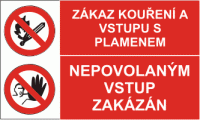 ZÁKAZ KOUŘENÍ A
VSTUPU S
PLAMENEM
NEPOVOLANÝM
VSTUP
ZAKÁZÁN